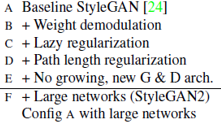 A Baseline StyleGAN [24]
B + Weight demodulation
C + Lazy regularization
D + Path length regularization
E + No growing, new G & D arch.
F + Large networks (StyleGAN2)
Config A with large networks